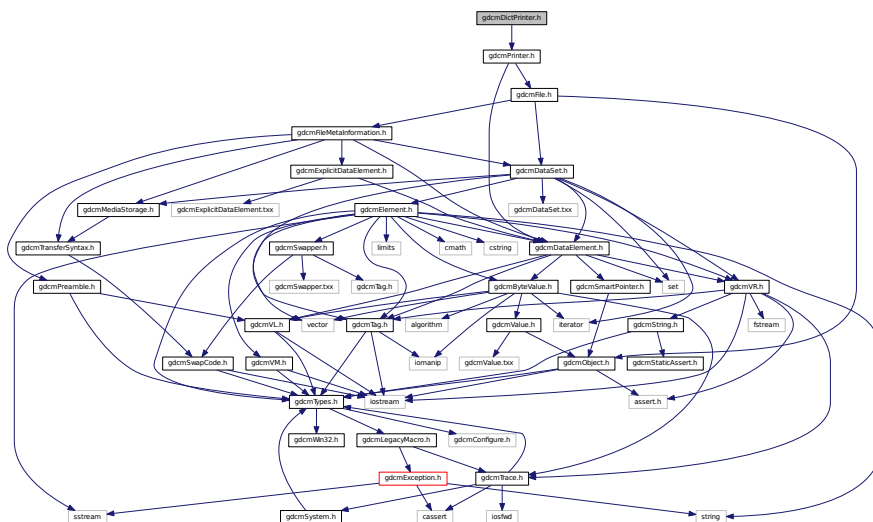 gdcmDictPrinter.h
gdcmPrinter.h
gdcmFile.h
gdcmFileMetaInformation.h
gdcmExplicitDataElement.h
gdcmDataSet.h
gdcmMediaStorage.h
gdcmExplicitDataElement.txx
gdcmElement.h
gdcmDataSet.txx
gdcmTransferSyntax.h
gdcmSwapper.h
limits
cmath
cstring
gdcmDataElement.h
gdcmPreamble.h
gdcmSwapper.txx
gdcmTag.h
gdcmByteValue.h
gdcmSmartPointer.h
set
gdcmVR.h
gdcmVL.h
vector
gdcmTag.h
algorithm
gdcmValue.h
iterator
gdcmString.h
fstream
gdcmSwapCode.h
gdcmVM.h
iomanip
gdcmValue.txx
gdcmObject.h
gdcmStaticAssert.h
gdcmTypes.h
iostream
assert.h
gdcmWin32.h
gdcmLegacyMacro.h
gdcmConfigure.h
gdcmException.h
gdcmTrace.h
sstream
gdcmSystem.h
cassert
iosfwd
string